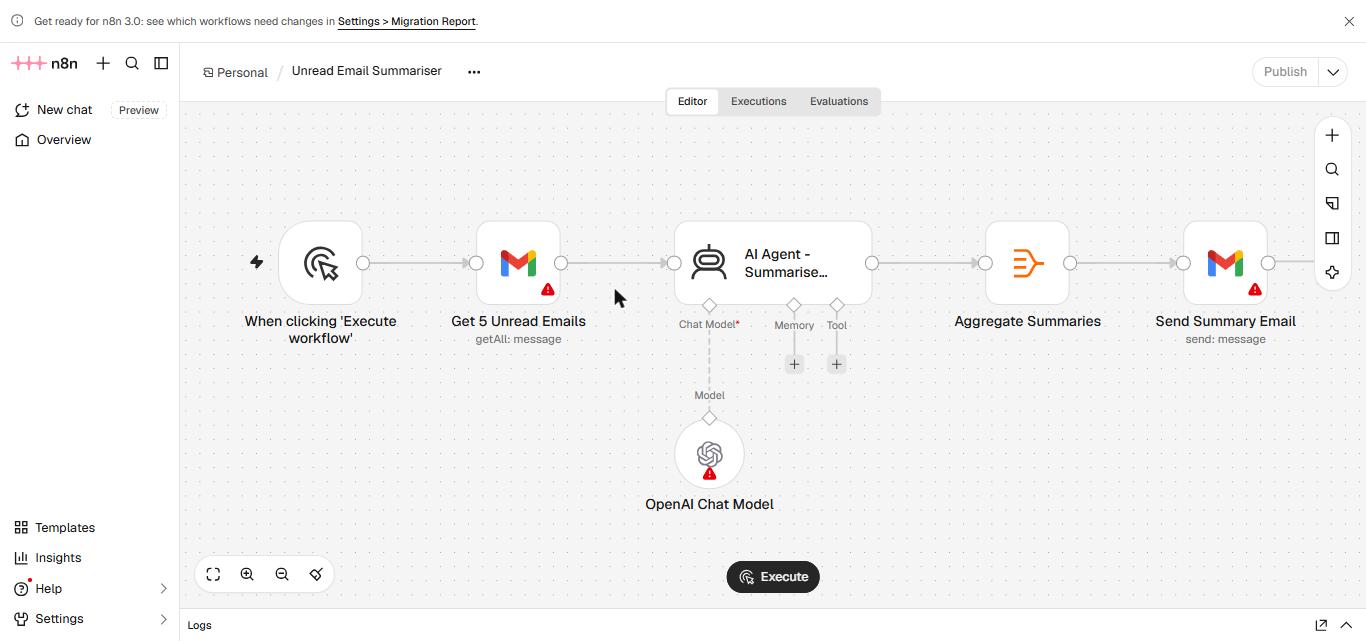 Get ready for n8n 3.0: see which workflows need changes in Settings > Migration Report.
n8n
Personal / Unread Email Summariser
Publish
Editor Executions Evaluations
New chat Preview
Overview
AI Agent -
Summarise...
When clicking 'Execute
workflow'
Get 5 Unread Emails
getAll: message
Chat Model* Memory Tool
Aggregate Summaries
Send Summary Email
send: message
Model
OpenAI Chat Model
Templates
Insights
Help
Settings
Execute
Logs